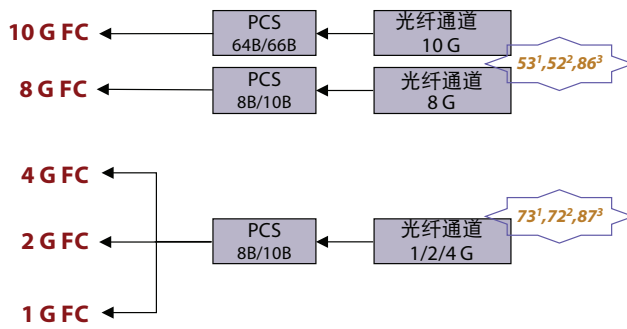 10 G FC
PCS
64B/66B
光纤通道
10 G
53¹,52²,86³
8 G FC
PCS
8B/10B
光纤通道
8 G
4 G FC
73¹,72²,87³
2 G FC
PCS
8B/10B
光纤通道
1/2/4 G
1 G FC